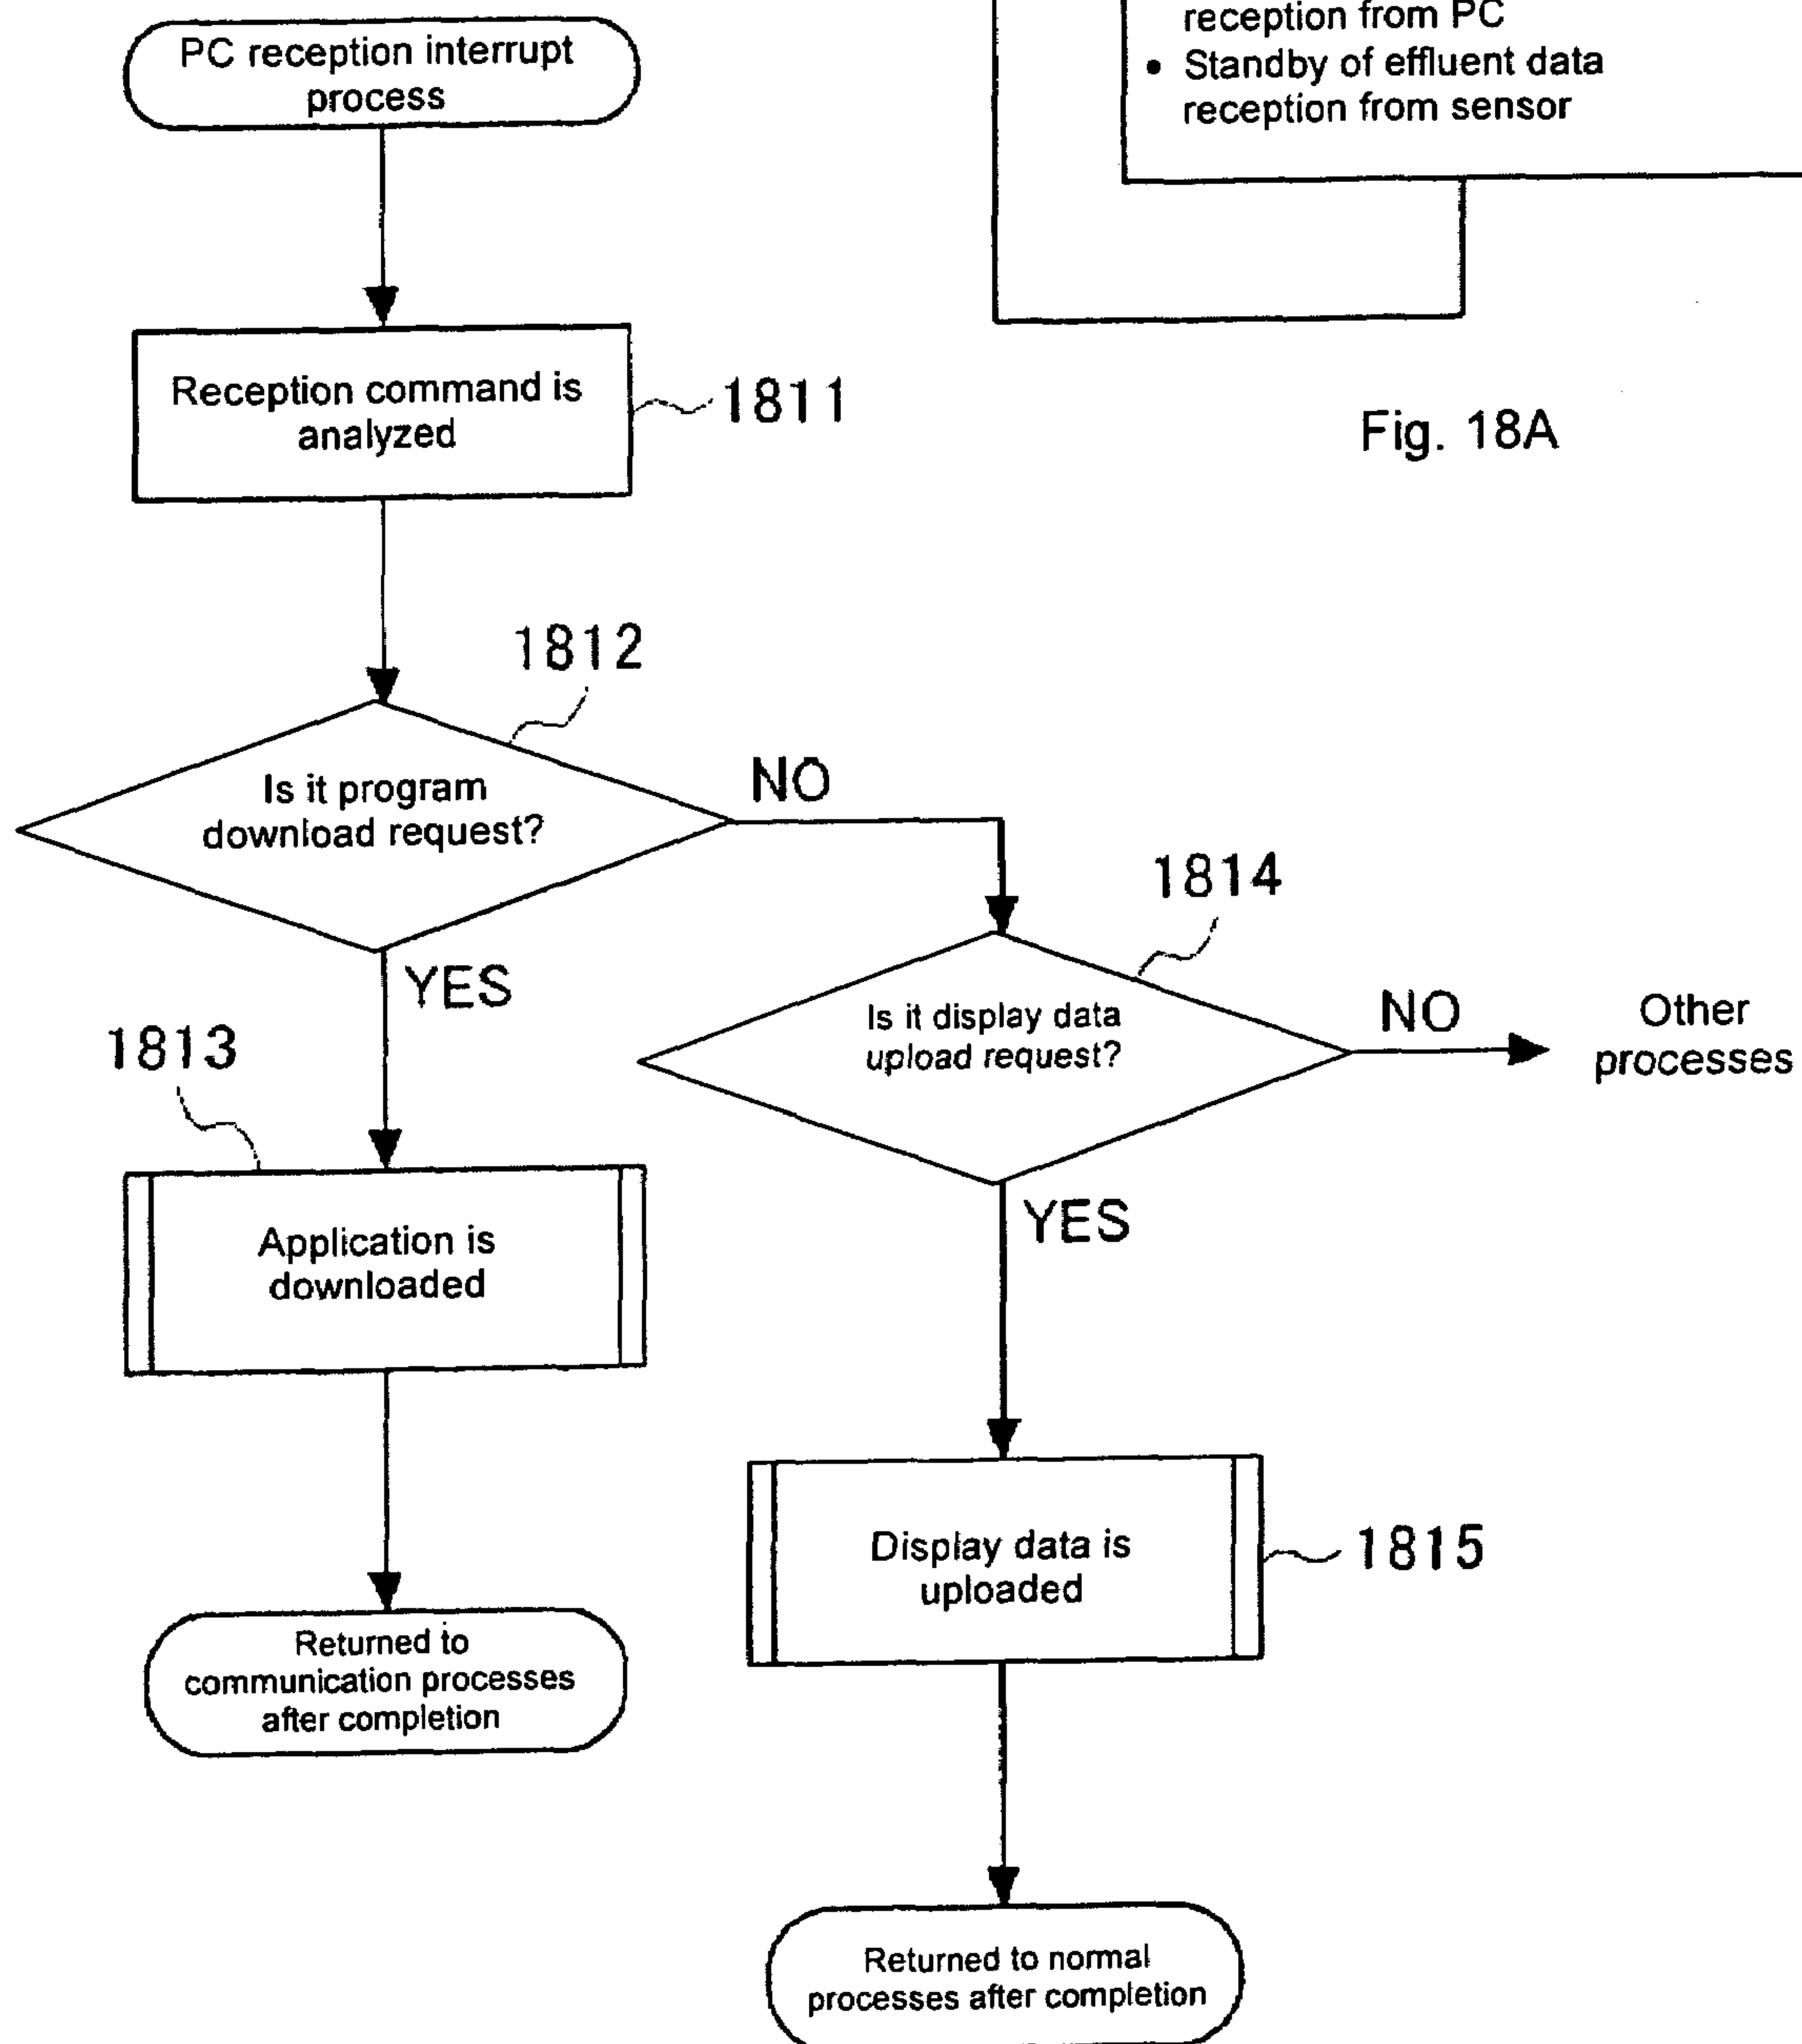 PC reception interrupt
process
reception from PC
• Standby of effluent data
reception from sensor
Reception command is
analyzed
1811
Fig. 18A
1812
Is it program
download request?
NO
YES
1814
Is it display data
upload request?
NO
Other
processes
YES
1813
Application is
downloaded
Display data is
uploaded
1815
Returned to
communication processes
after completion
Returned to normal
processes after completion